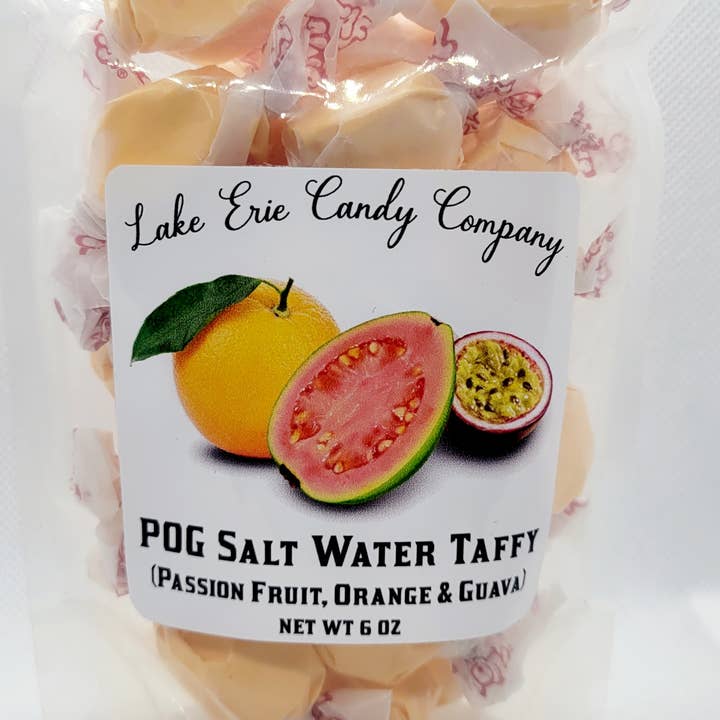 Lake Erie Candy Company
POG SALT WATER TAFFY
(PASSION FRUIT, ORANGE & GUAVA)
NET WT 6 OZ